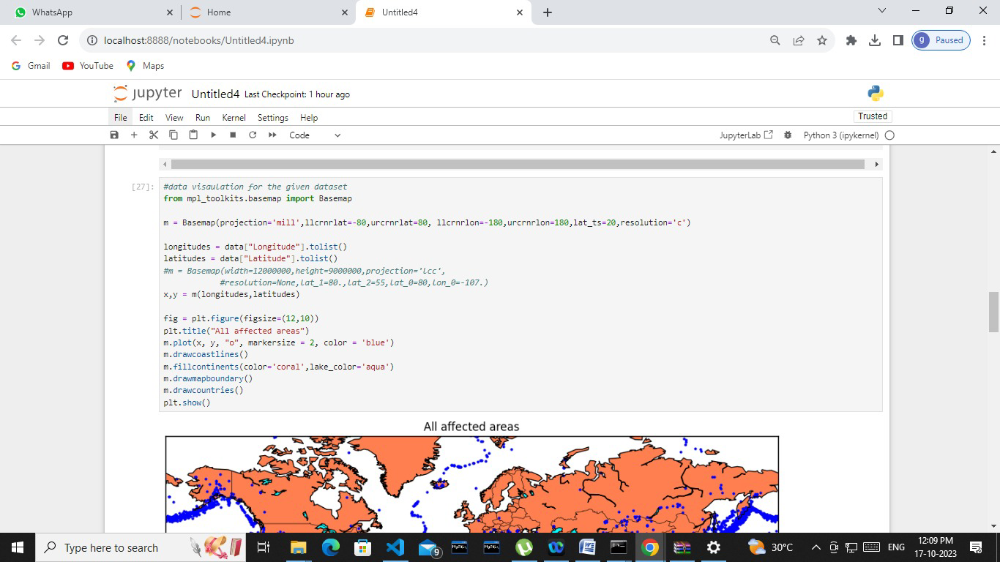 WhatsApp
Home
Untitled4
localhost:8888/notebooks/Untitled4.ipynb
g Paused
Gmail
YouTube
Maps
jupyter Untitled4 Last Checkpoint: 1 hour ago
File Edit View Run Kernel Settings Help
Trusted
Code
JupyterLab
Python 3 (ipykernel)
[27]:
#data visaulation for the given dataset
from mpl_toolkits.basemap import Basemap
m = Basemap(projection='mill',llcrnrlat=-80,urcrnrlat=80, llcrnrlon=-180,urcrnrlon=180,lat_ts=20,resolution='c')
longitudes = data["Longitude"].tolist()
latitudes = data["Latitude"].tolist()
#m = Basemap(width=12000000,height=9000000,projection='lcc',
#resolution=None,lat_1=80.,lat_2=55,lat_0=80,lon_0=-107.)
x,y = m(longitudes,latitudes)
fig = plt.figure(figsize=(12,10))
plt.title("All affected areas")
m.plot(x, y, "o", markersize = 2, color = 'blue')
m.drawcoastlines()
m.fillcontinents(color='coral',lake_color='aqua')
m.drawmapboundary()
m.drawcountries()
plt.show()
All affected areas
Type here to search
9
30°C
ENG
12:09 PM
17-10-2023